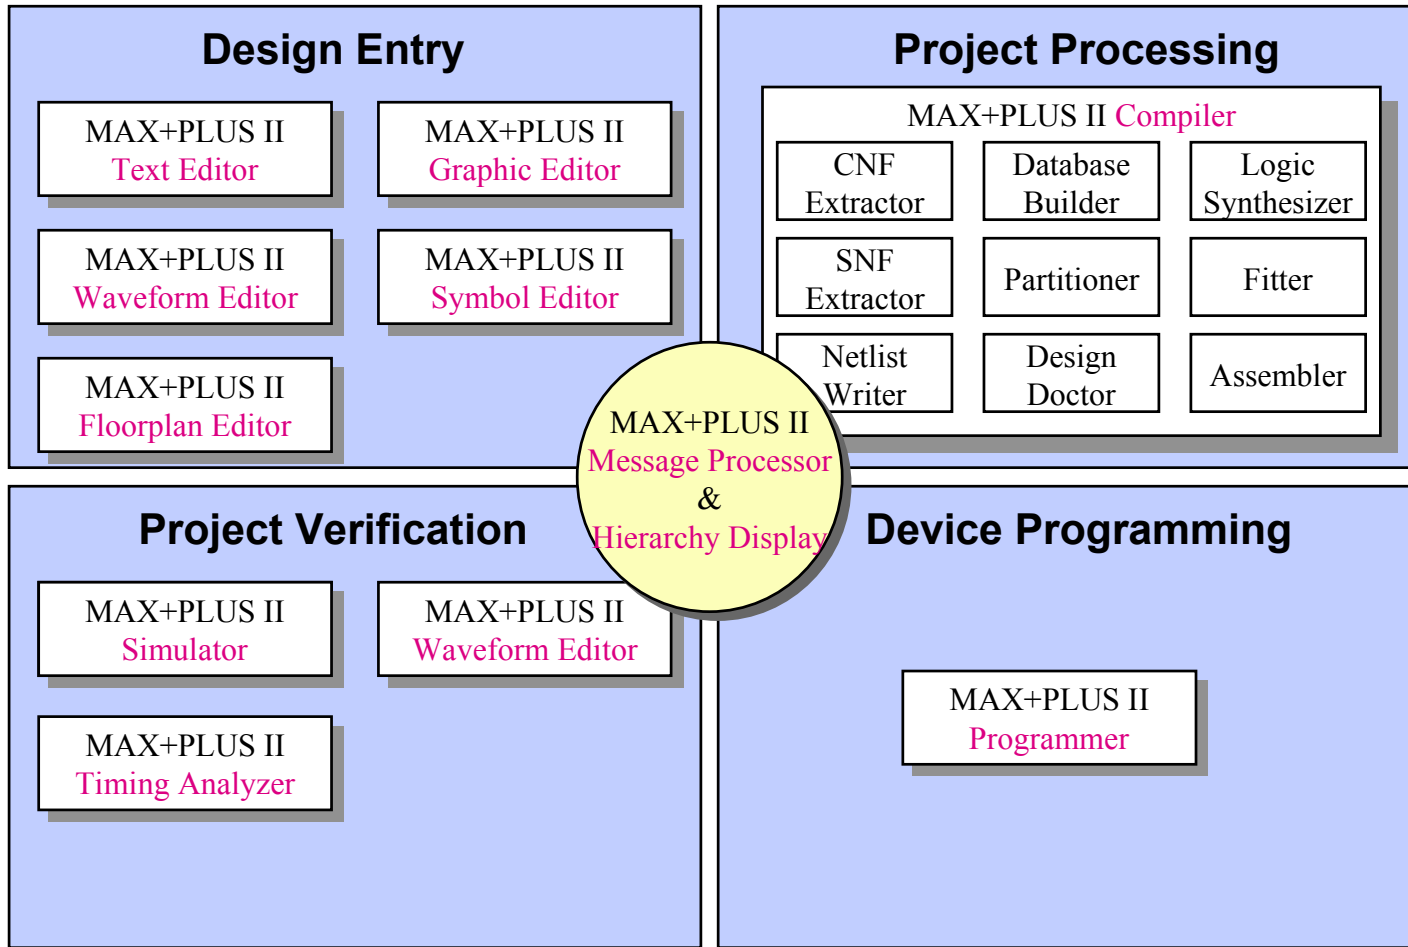 Design Entry
MAX+PLUS II
Text Editor
MAX+PLUS II
Graphic Editor
MAX+PLUS II
Waveform Editor
MAX+PLUS II
Symbol Editor
MAX+PLUS II
Floorplan Editor
Project Processing
MAX+PLUS II Compiler
CNF
Extractor
Database
Builder
Logic
Synthesizer
SNF
Extractor
Partitioner
Fitter
Netlist
Writer
Design
Doctor
Assembler
MAX+PLUS II
Message Processor
&
Hierarchy Display
Project Verification
MAX+PLUS II
Simulator
MAX+PLUS II
Waveform Editor
MAX+PLUS II
Timing Analyzer
Device Programming
MAX+PLUS II
Programmer